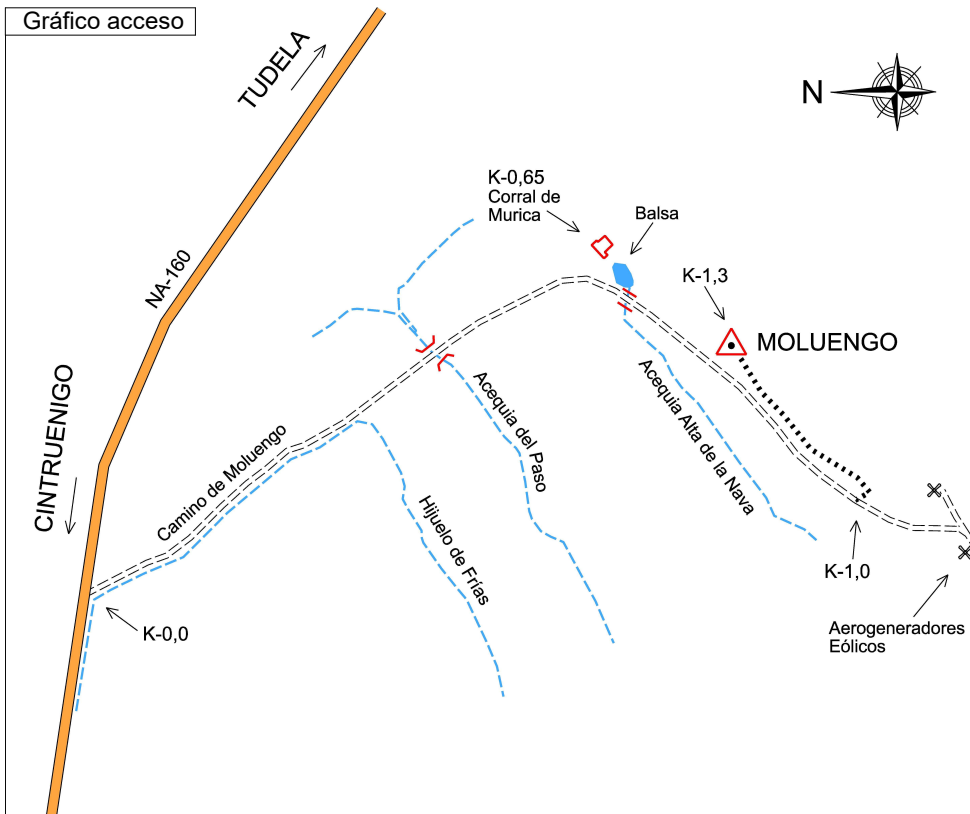 Gráfico acceso
TUDELA
N
K-0,65
Corral de
Murica
Balsa
NA-160
K-1,3
MOLUENGO
Acequia del Paso
Acequia Alta de la Nava
CINTRUENIGO
Camino de Moluengo
Hijuelo de Frías
K-1,0
K-0,0
Aerogeneradores
Eólicos